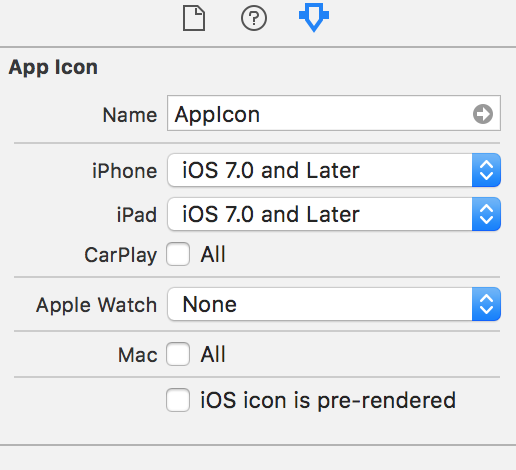 App Icon
Name AppIcon
iPhone iOS 7.0 and Later
iPad iOS 7.0 and Later
CarPlay All
Apple Watch None
Mac All
iOS icon is pre-rendered